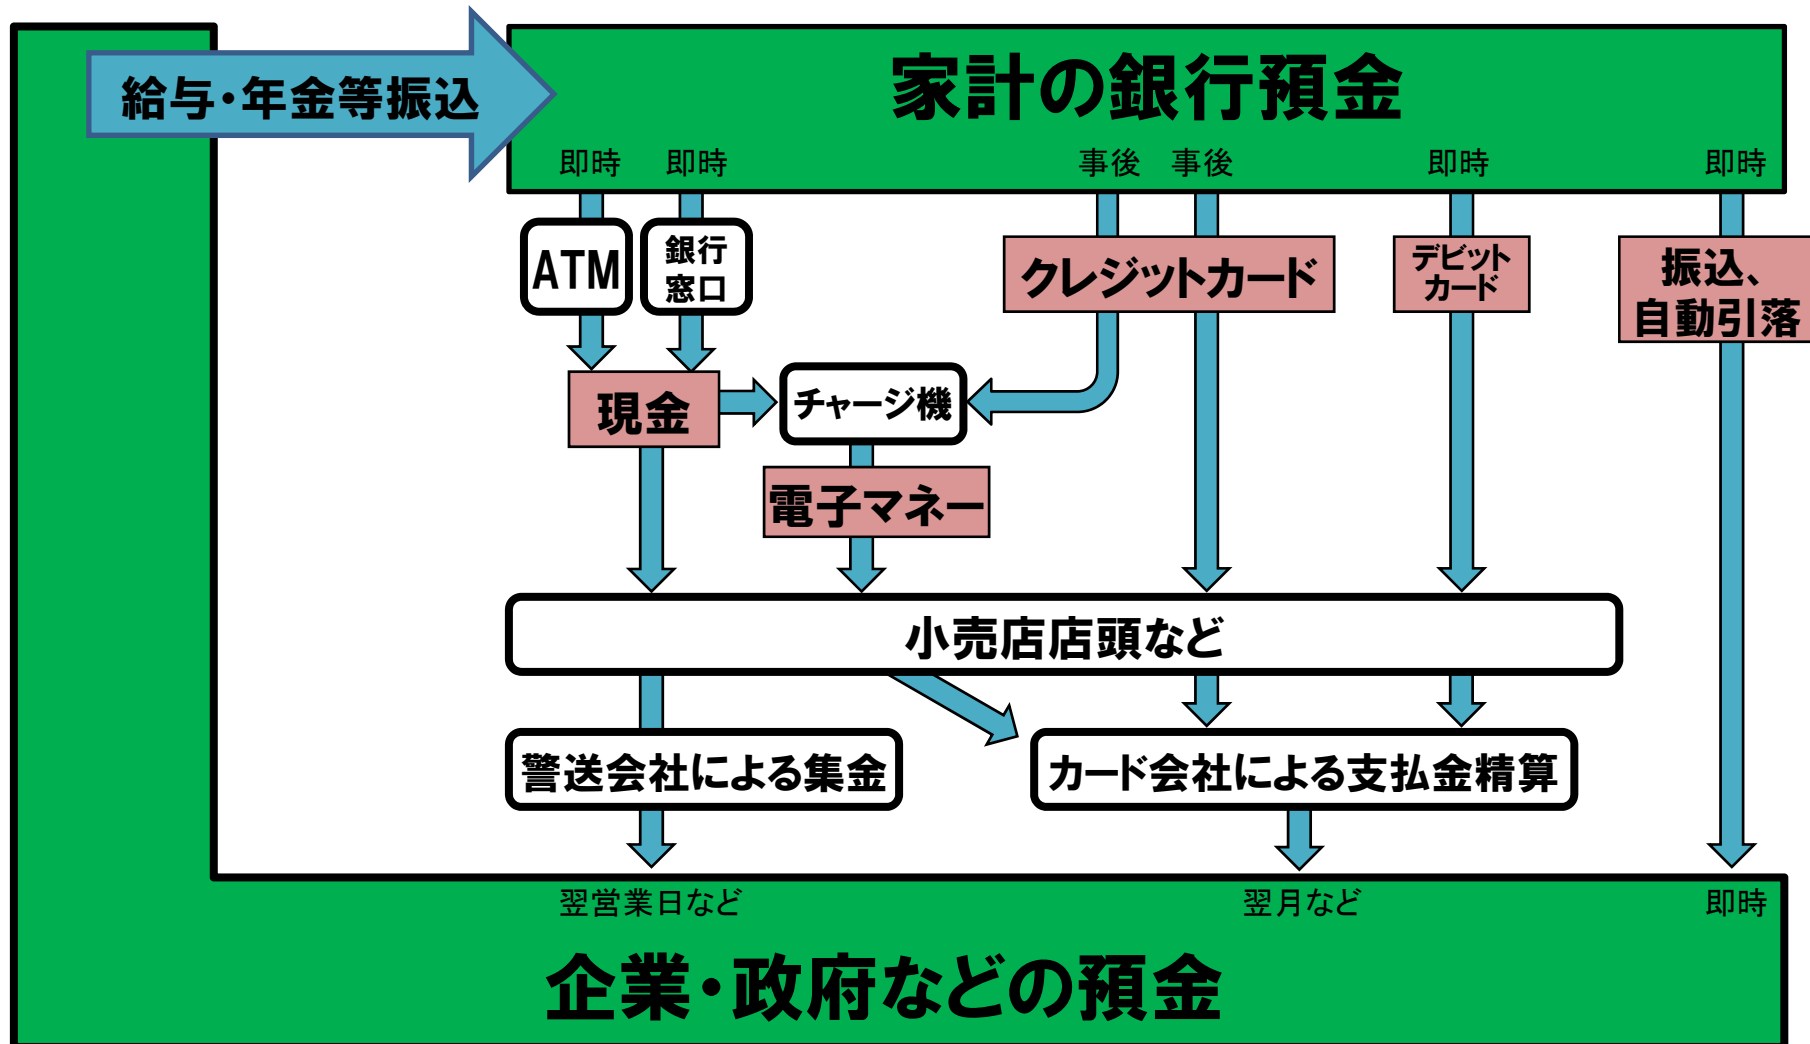 給与・年金等振込
家計の銀行預金
即時
即時
事後
事後
即時
即時
ATM
銀行
窓口
クレジットカード
デビット
カード
振込、
自動引落
現金
チャージ機
電子マネー
小売店店頭など
警送会社による集金
カード会社による支払金精算
翌営業日など
翌月など
即時
企業・政府などの預金